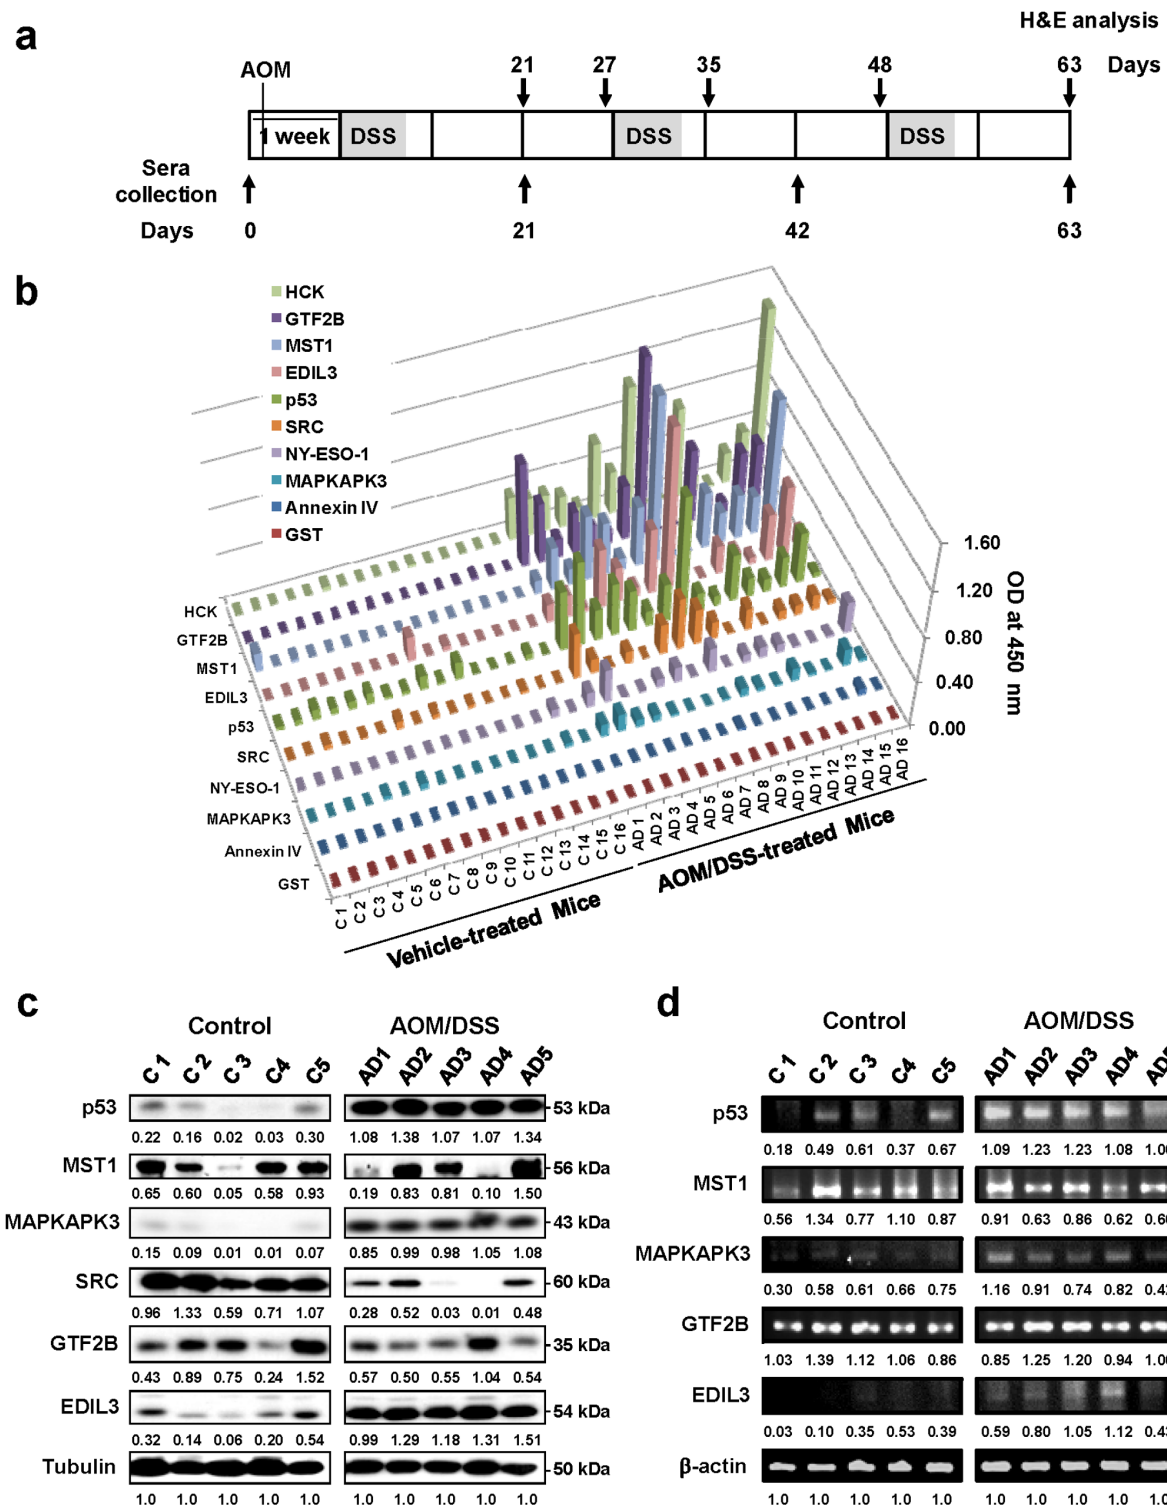 a
H&E analysis
AOM
21 27 35 48 63 Days
1 week DSS DSS DSS
Sera
collection
Days 0 21 42 63
b
HCK
GTF2B
MST1
EDIL3
p53
SRC
NY-ESO-1
MAPKAPK3
Annexin IV
GST
HCK
GTF2B
MST1
EDIL3
p53
SRC
NY-ESO-1
MAPKAPK3
Annexin IV
GST
1.60
1.20
0.80
0.40
0.00
OD at 450 nm
C 1 C 2 C 3 C 4 C 5 C 6 C 7 C 8 C 9 C 10 C 11 C 12 C 13 C 14 C 15 C 16 AD 1 AD 2 AD 3 AD 4 AD 5 AD 6 AD 7 AD 8 AD 9 AD 10 AD 11 AD 12 AD 13 AD 14 AD 15 AD 16
Vehicle-treated Mice
AOM/DSS-treated Mice
c
Control AOM/DSS
C 1 C 2 C 3 C4 C5 AD1 AD2 AD3 AD4 AD5
p53 53 kDa
0.22 0.16 0.02 0.03 0.30 1.08 1.38 1.07 1.07 1.34
MST1 56 kDa
0.65 0.60 0.05 0.58 0.93 0.19 0.83 0.81 0.10 1.50
MAPKAPK3 43 kDa
0.15 0.09 0.01 0.01 0.07 0.85 0.99 0.98 1.05 1.08
SRC 60 kDa
0.96 1.33 0.59 0.71 1.07 0.28 0.52 0.03 0.01 0.48
GTF2B 35 kDa
0.43 0.89 0.75 0.24 1.52 0.57 0.50 0.55 1.04 0.54
EDIL3 54 kDa
0.32 0.14 0.06 0.20 0.54 0.99 1.29 1.18 1.31 1.51
Tubulin 50 kDa
1.0 1.0 1.0 1.0 1.0 1.0 1.0 1.0 1.0 1.0
d
Control AOM/DSS
C 1 C 2 C 3 C4 C5 AD1 AD2 AD3 AD4
p53
0.18 0.49 0.61 0.37 0.67 1.09 1.23 1.23 1.08
MST1
0.56 1.34 0.77 1.10 0.87 0.91 0.63 0.86 0.62
MAPKAPK3
0.30 0.58 0.61 0.66 0.75 1.16 0.91 0.74 0.82
GTF2B
1.03 1.39 1.12 1.06 0.86 0.85 1.25 1.20 0.94
EDIL3
0.03 0.10 0.35 0.53 0.39 0.59 0.80 1.05 1.12
β-actin
1.0 1.0 1.0 1.0 1.0 1.0 1.0 1.0 1.0 1.0